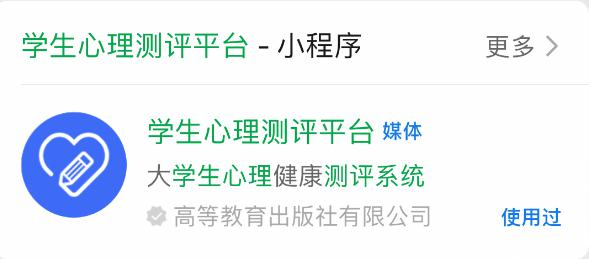 学生心理测评平台 - 小程序 更多
学生心理测评平台 媒体
大学生心理健康测评系统
高等教育出版社有限公司 使用过